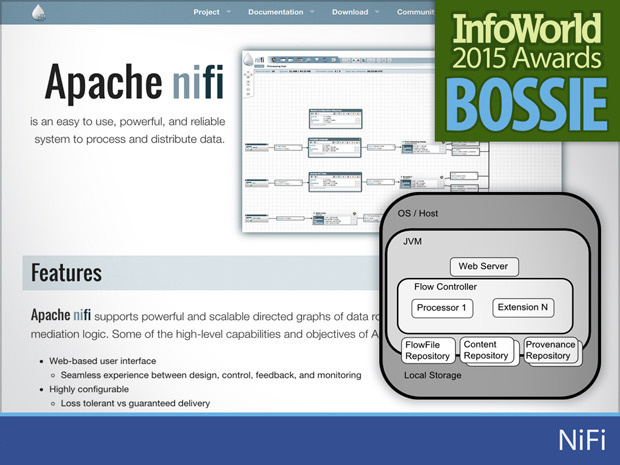 Project
Documentation
Download
Community
InfoWorld
2015 Awards
BOSSIE
Apache nifi
is an easy to use, powerful, and reliable
system to process and distribute data.
nifi
OS / Host
JVM
Web Server
Flow Controller
Processor 1
Extension N
FlowFile
Repository
Content
Repository
Provenance
Repository
Local Storage
Features
Apache nifi supports powerful and scalable directed graphs of data
mediation logic. Some of the high-level capabilities and objectives of
Web-based user interface
Seamless experience between design, control, feedback, and monitoring
Highly configurable
Loss tolerant vs guaranteed delivery
NiFi